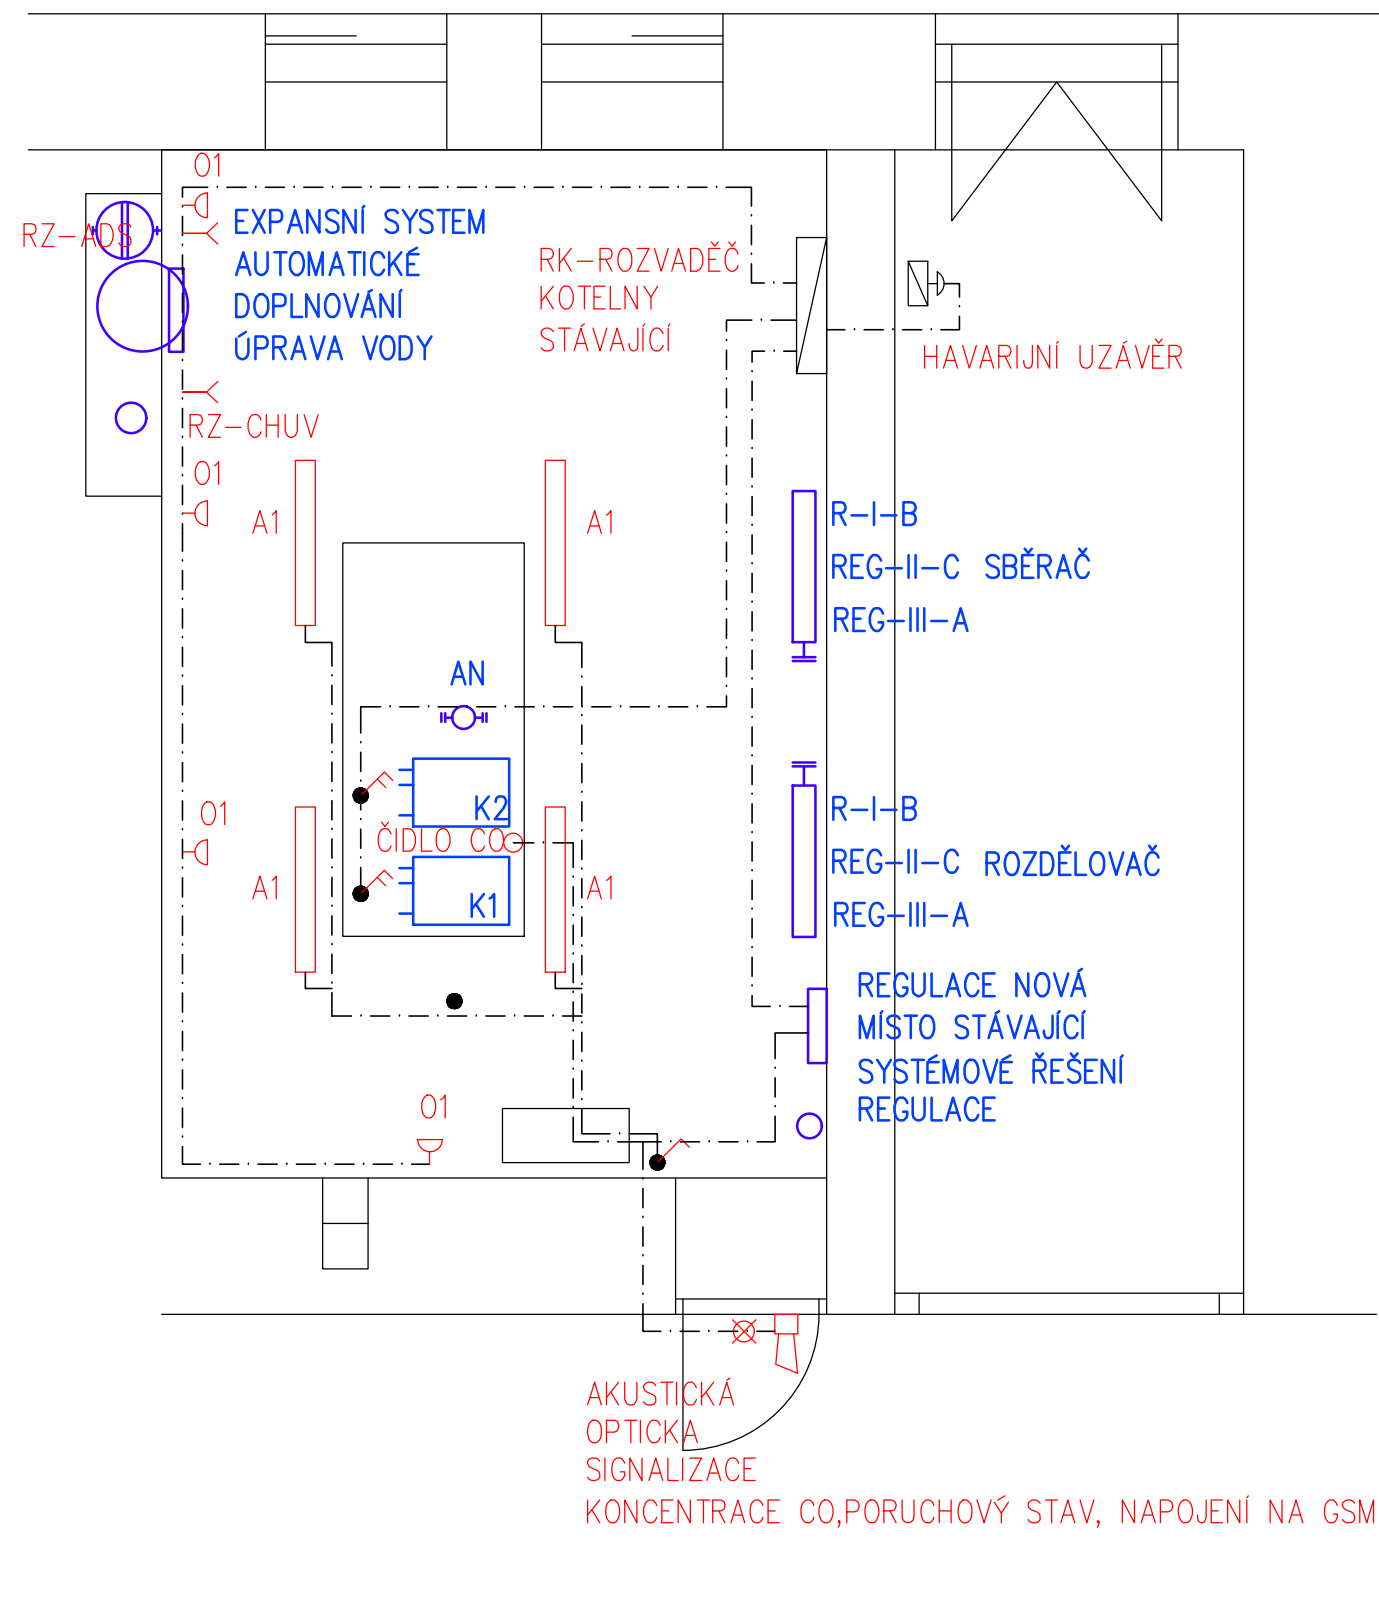 O1
RZ-ADS
EXPANSNÍ SYSTEM
AUTOMATICKÉ
DOPLNOVÁNÍ
ÚPRAVA VODY
RK-ROZVADĚČ
KOTELNY
STÁVAJÍCÍ
HAVARIJNÍ UZÁVĚR
RZ-CHUV
O1
A1
A1
R-I-B
REG-II-C SBĚRAČ
REG-III-A
AN
K2
O1
ČIDLO CO
A1
A1
K1
R-I-B
REG-II-C ROZDĚLOVAČ
REG-III-A
REGULACE NOVÁ
MÍSTO STÁVAJÍCÍ
SYSTÉMOVÉ ŘEŠENÍ
REGULACE
O1
AKUSTICKÁ
OPTICKA
SIGNALIZACE
KONCENTRACE CO,PORUCHOVÝ STAV, NAPOJENÍ NA GSM